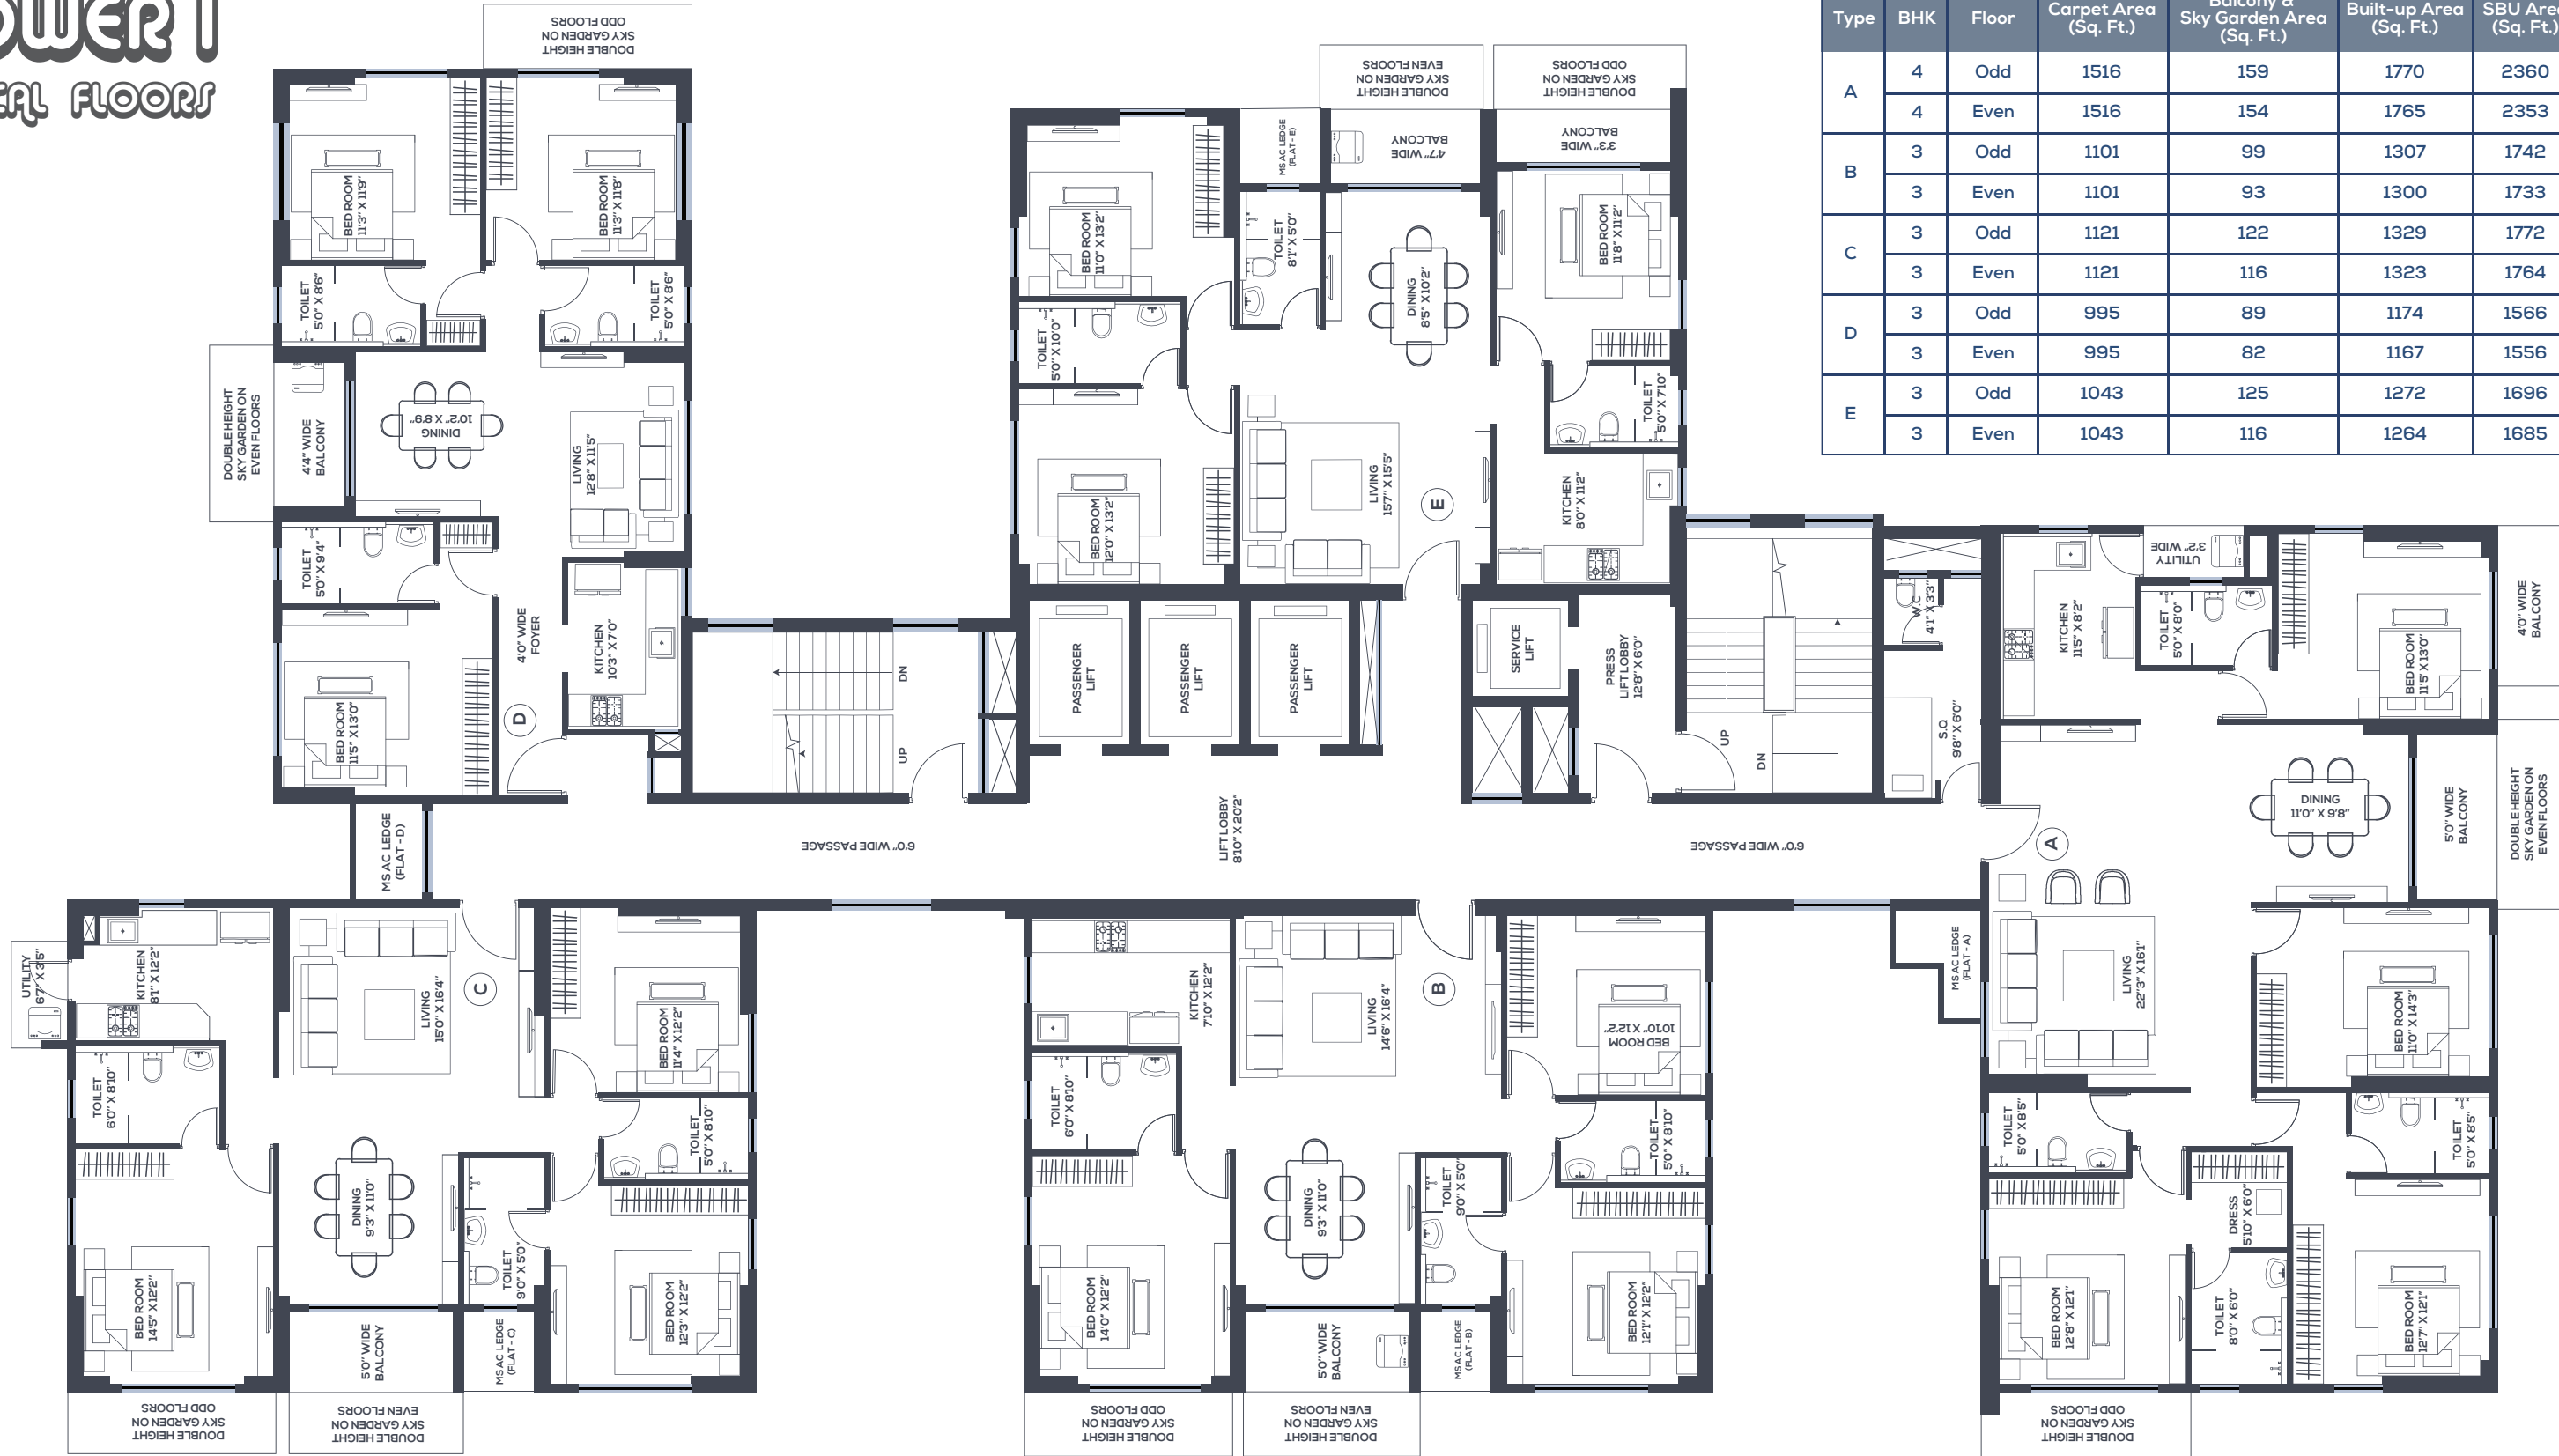 OWER 1
CAL FLOORS
Type BHK Floor Carpet Area (Sq. Ft.) Balcony & Sky Garden Area (Sq. Ft.) Built-up Area (Sq. Ft.) SBU Area (Sq. Ft.)
A 4 Odd 1516 159 1770 2360
4 Even 1516 154 1765 2353
B 3 Odd 1101 99 1307 1742
3 Even 1101 93 1300 1733
C 3 Odd 1121 122 1329 1772
3 Even 1121 116 1323 1764
D 3 Odd 995 89 1174 1566
3 Even 995 82 1167 1556
E 3 Odd 1043 125 1272 1696
3 Even 1043 116 1264 1685
DOUBLE HEIGHT
SKY GARDEN ON
ODD FLOORS
BED ROOM
11'3" X 11'9"
BED ROOM
11'3" X 11'8"
TOILET
5'0" X 8'6"
TOILET
5'0" X 8'6"
DOUBLE HEIGHT
SKY GARDEN ON
EVEN FLOORS
4'4" WIDE
BALCONY
DINING
10'2" X 8'9"
LIVING
12'8" X 11'5"
TOILET
5'0" X 9'4"
4'0" WIDE
FOYER
KITCHEN
10'3" X 7'0"
BED ROOM
11'5" X 13'0"
D
MS AC LEDGE
(FLAT - D)
DN
UP
DOUBLE HEIGHT
SKY GARDEN ON
EVEN FLOORS
DOUBLE HEIGHT
SKY GARDEN ON
ODD FLOORS
MS AC LEDGE
(FLAT - E)
4'7" WIDE
BALCONY
3'3" WIDE
BALCONY
BED ROOM
11'0" X 13'2"
TOILET
8'1" X 5'0"
DINING
8'5" X 10'2"
BED ROOM
11'8" X 11'2"
TOILET
5'0" X 10'0"
TOILET
5'0" X 7'10"
BED ROOM
12'0" X 13'2"
LIVING
15'7" X 15'5"
E
KITCHEN
8'0" X 11'2"
PASSENGER
LIFT
PASSENGER
LIFT
PASSENGER
LIFT
SERVICE
LIFT
PRESS
LIFT LOBBY
12'8" X 6'0"
UP
DN
W.C
4'1" X 3'3"
S.Q
9'8" X 6'0"
6'0" WIDE PASSAGE
LIFT LOBBY
8'10" X 20'2"
6'0" WIDE PASSAGE
KITCHEN
11'5" X 8'2"
3'2" WIDE
UTILITY
TOILET
5'0" X 8'0"
BED ROOM
11'5" X 13'0"
4'0" WIDE
BALCONY
DINING
11'0" X 9'8"
5'0" WIDE
BALCONY
DOUBLE HEIGHT
SKY GARDEN ON
EVEN FLOORS
A
MS AC LEDGE
(FLAT - A)
LIVING
22'3" X 16'1"
BED ROOM
11'0" X 14'3"
TOILET
5'0" X 8'5"
TOILET
5'0" X 8'5"
DRESS
5'10" X 6'0"
BED ROOM
12'8" X 12'1"
TOILET
8'0" X 6'0"
BED ROOM
12'7" X 12'1"
DOUBLE HEIGHT
SKY GARDEN ON
ODD FLOORS
UTILITY
6'7" X 3'5"
KITCHEN
8'1" X 12'2"
LIVING
15'0" X 16'4"
C
BED ROOM
11'4" X 12'2"
TOILET
6'0" X 8'10"
TOILET
5'0" X 8'10"
DINING
9'3" X 11'0"
TOILET
9'0" X 5'0"
BED ROOM
14'5" X 12'2"
BED ROOM
12'3" X 12'2"
5'0" WIDE
BALCONY
MS AC LEDGE
(FLAT - C)
DOUBLE HEIGHT
SKY GARDEN ON
ODD FLOORS
DOUBLE HEIGHT
SKY GARDEN ON
EVEN FLOORS
KITCHEN
7'10" X 12'2"
LIVING
14'6" X 16'4"
B
BED ROOM
10'10" X 12'2"
TOILET
6'0" X 8'10"
TOILET
5'0" X 8'10"
DINING
9'3" X 11'0"
TOILET
9'0" X 5'0"
BED ROOM
14'0" X 12'2"
BED ROOM
12'1" X 12'2"
5'0" WIDE
BALCONY
MS AC LEDGE
(FLAT - B)
DOUBLE HEIGHT
SKY GARDEN ON
ODD FLOORS
DOUBLE HEIGHT
SKY GARDEN ON
EVEN FLOORS